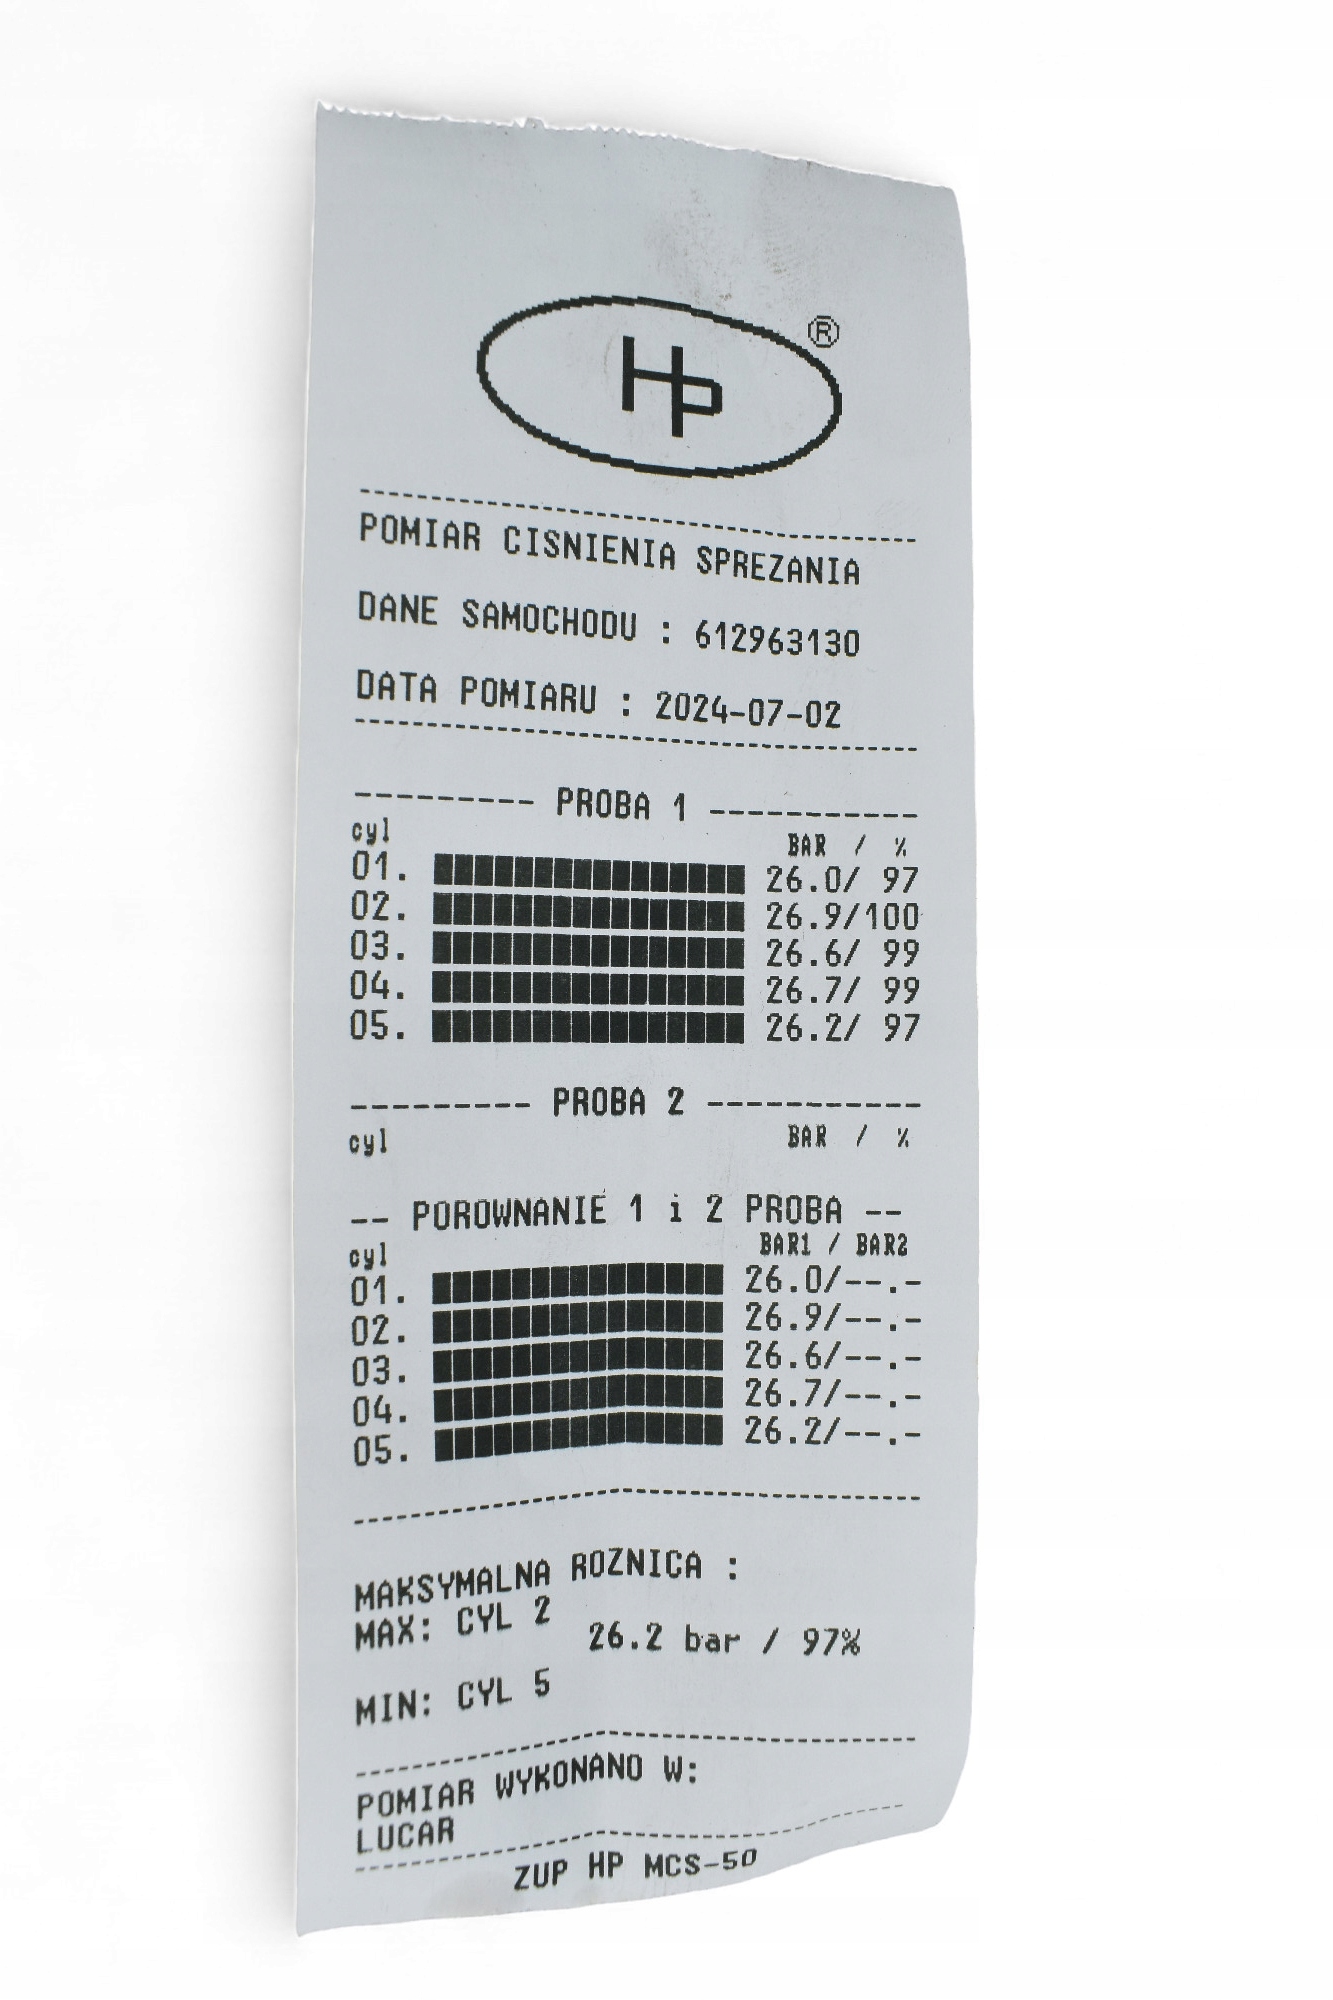 HP ®
POMIAR CISNIENIA SPREZANIA
DANE SAMOCHODU : 612963130
DATA POMIARU : 2024-07-02
--------- PROBA 1 -----------
cyl BAR / %
01. 26.0/ 97
02. 26.9/100
03. 26.6/ 99
04. 26.7/ 99
05. 26.2/ 97
--------- PROBA 2 -----------
cyl BAR / %
-- POROWNANIE 1 i 2 PROBA --
cyl BAR1 / BAR2
01. 26.0/--.-
02. 26.9/--.-
03. 26.6/--.-
04. 26.7/--.-
05. 26.2/--.-
MAKSYMALNA ROZNICA :
MAX: CYL 2
26.2 bar / 97%
MIN: CYL 5
POMIAR WYKONANO W:
LUCAR
ZUP HP MCS-50